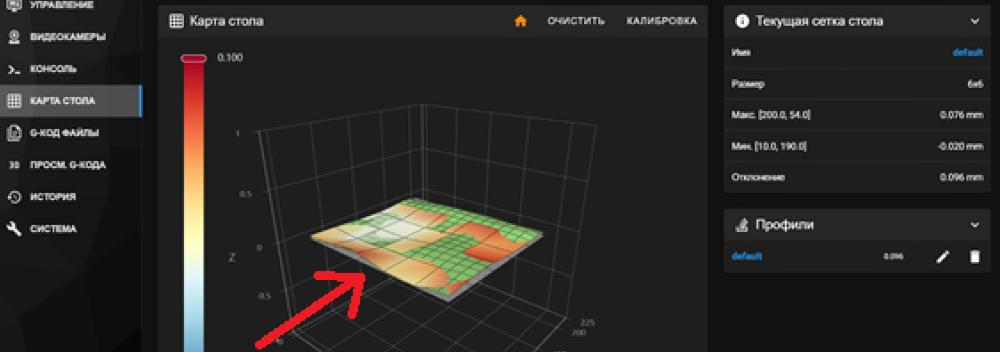 УПРАВЛЕНИЕ
ВИДЕОКАМЕРЫ
КОНСОЛЬ
КАРТА СТОЛА
G-КОД ФАЙЛЫ
ПРОСМ. G-КОДА
ИСТОРИЯ
СИСТЕМА
Карта стола
ОЧИСТИТЬ
КАЛИБРОВКА
0.100
1
0.5
0
-0.5
Z
225
200
Текущая сетка стола
Имя default
Размер 6x6
Макс. [200.0, 54.0] 0.076 mm
Мин. [10.0, 190.0] -0.020 mm
Отклонение 0.096 mm
Профили
default 0.096